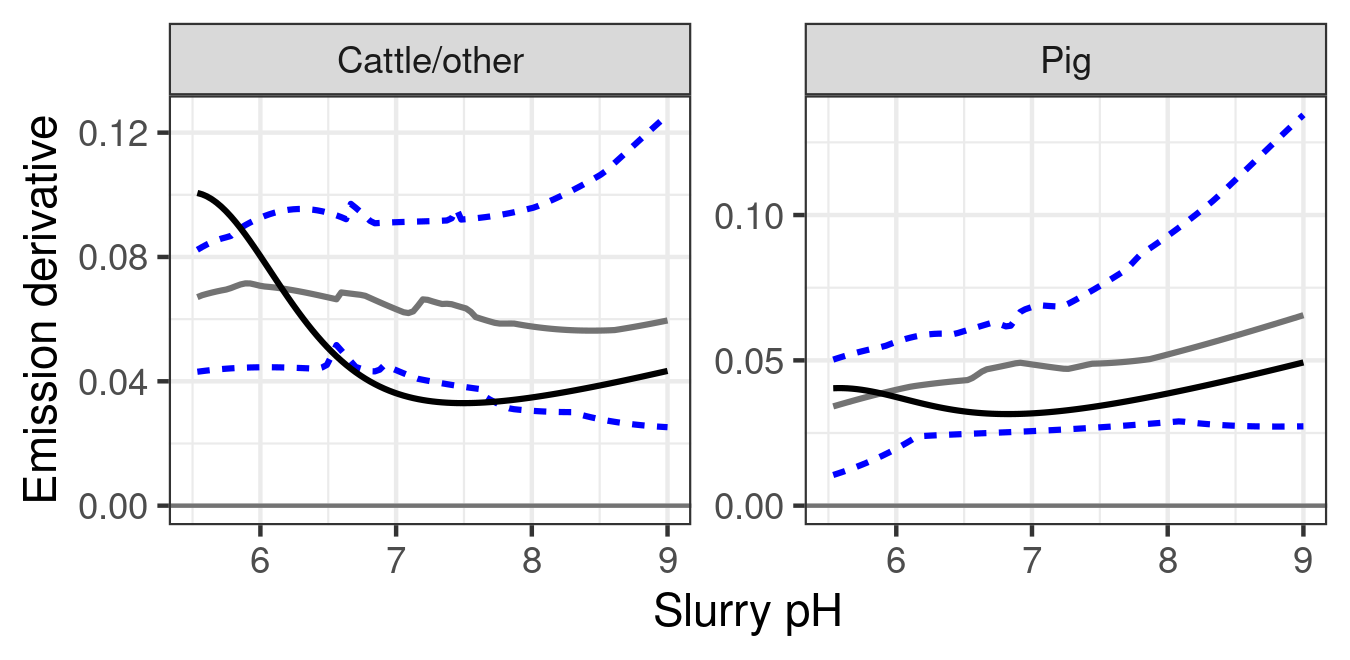 Cattle/other
Pig
Emission derivative
0.12
0.08
0.04
0.00
0.10
0.05
0.00
6 7 8 9
6 7 8 9
Slurry pH